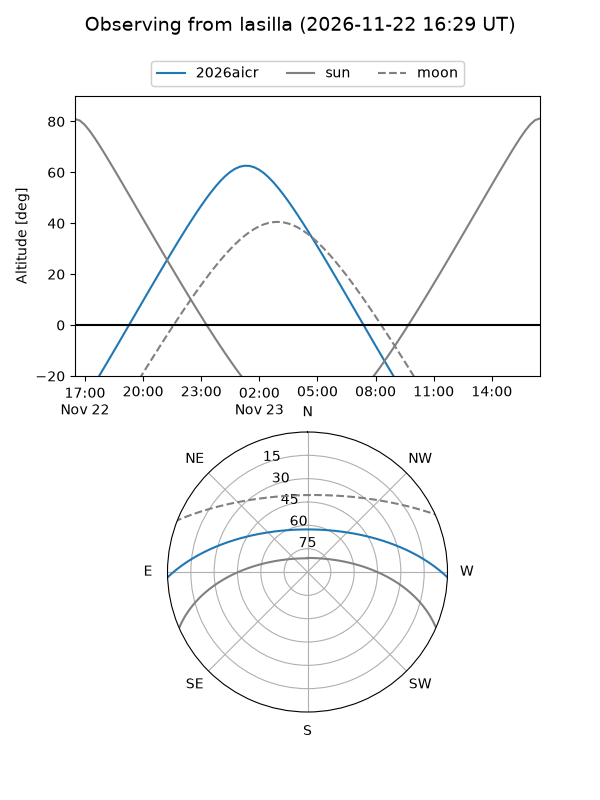 Observing from lasilla (2026-11-22 16:29 UT)
2026aicr sun moon
80
60
40
20
0
−20
Altitude [deg]
17:00 20:00 23:00 02:00 05:00 08:00 11:00 14:00
Nov 22 Nov 23
N
NE NW
15
30
45
60
75
E W
SE SW
S